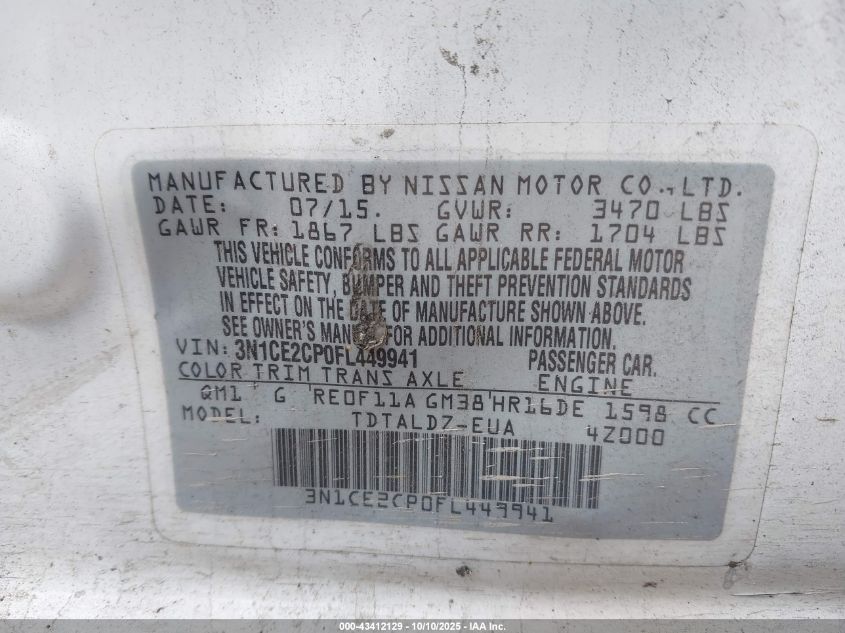 MANUFACTURED BY NISSAN MOTOR CO., LTD.
DATE: 07/15. GVWR: 3470 LBS
GAWR FR: 1867 LBS GAWR RR: 1704 LBS
THIS VEHICLE CONFORMS TO ALL APPLICABLE FEDERAL MOTOR
VEHICLE SAFETY, BUMPER AND THEFT PREVENTION STANDARDS
IN EFFECT ON THE DATE OF MANUFACTURE SHOWN ABOVE.
SEE OWNER'S MANUAL FOR ADDITIONAL INFORMATION.
VIN: 3N1CE2CP0FL449941 PASSENGER CAR.
COLOR TRIM TRANS AXLE ENGINE
QM1 G RE0F11A GM38 HR16DE 1598 CC
MODEL: TDTALDZ-EUA 4Z000
3N1CE2CP0FL449941
000-43412129 - 10/10/2025 - IAA Inc.